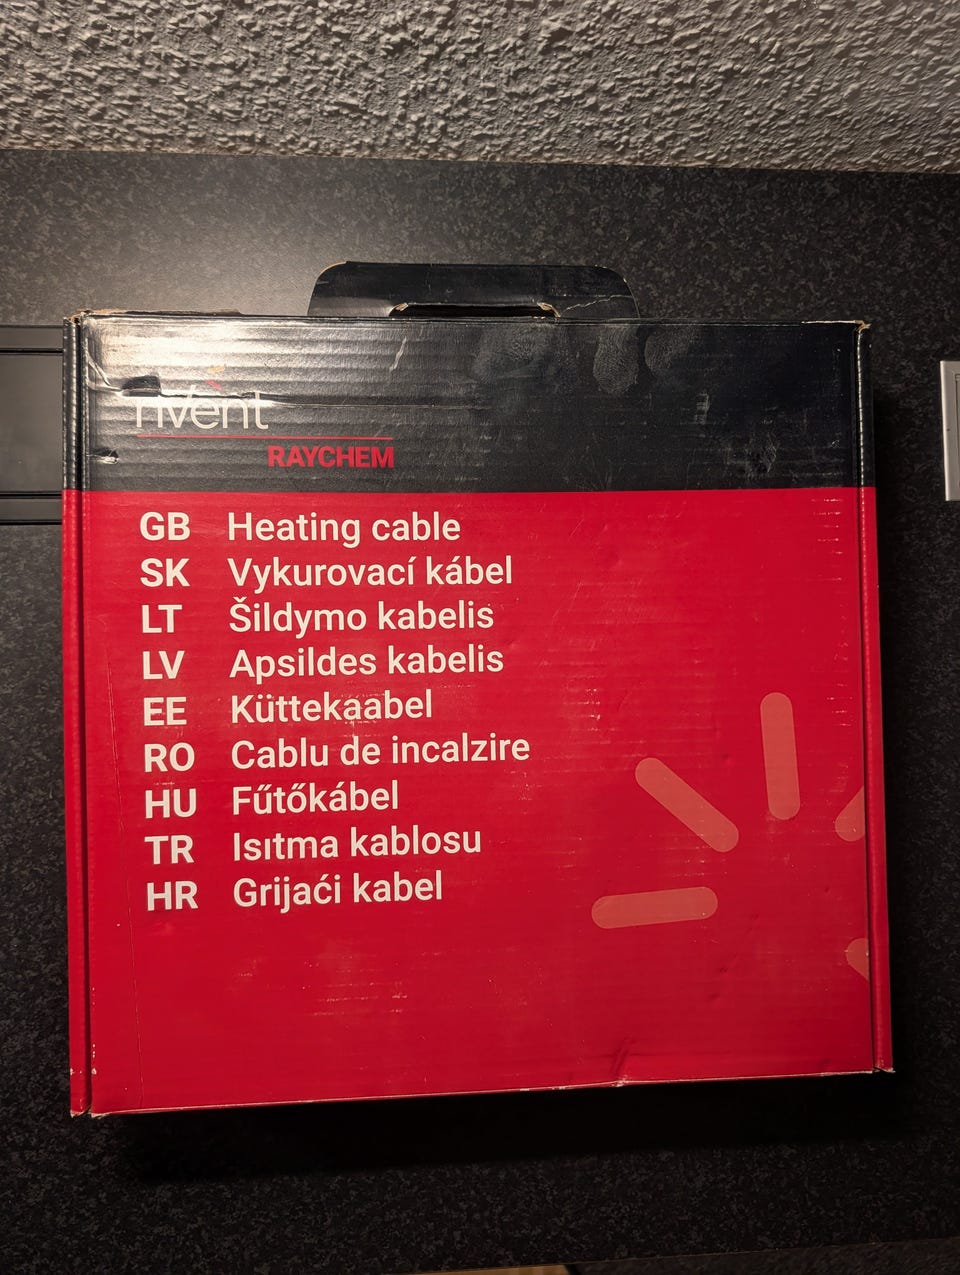 nVent
RAYCHEM
GB Heating cable
SK Vykurovací kábel
LT Šildymo kabelis
LV Apsildes kabelis
EE Küttekaabel
RO Cablu de incalzire
HU Fűtőkábel
TR Isıtma kablosu
HR Grijaći kabel